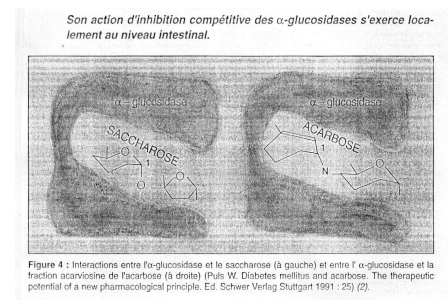 Son action d'inhibition compétitive des α-glucosidases s'exerce loca-
lement au niveau intestinal.
α – glucosidase
α – glucosidase
SACCHAROSE
ACARBOSE
O
1
O
O
1
N
O
Figure 4 : Interactions entre l'α-glucosidase et le saccharose (à gauche) et entre l' α-glucosidase et la
fraction acarviosine de l'acarbose (à droite) (Puls W. Diabetes mellitus and acarbose. The therapeutic
potential of a new pharmacological principle. Ed. Schwer Verlag Stuttgart 1991 : 25) (2).